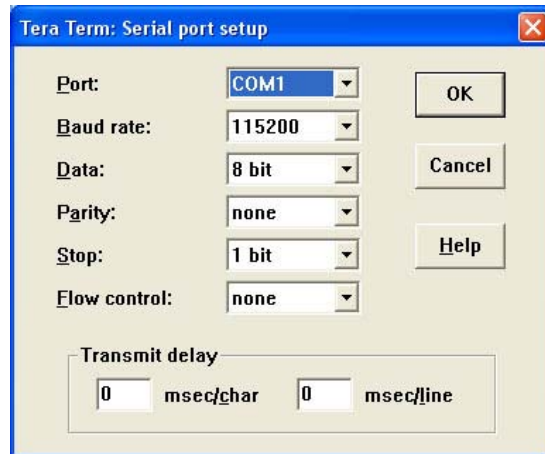 Tera Term: Serial port setup
Port: COM1
OK
Baud rate: 115200
Data: 8 bit
Cancel
Parity: none
Stop: 1 bit
Help
Flow control: none
Transmit delay
0 msec/char 0 msec/line